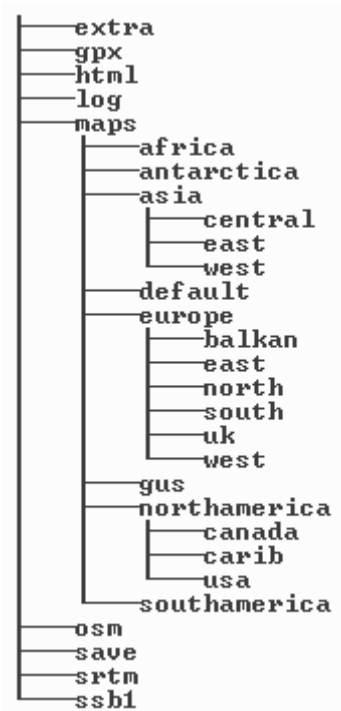 extra
gpx
html
log
maps
africa
antarctica
asia
central
east
west
default
europe
balkan
east
north
south
uk
west
gus
northamerica
canada
carib
usa
southamerica
osm
save
srtm
ssb1